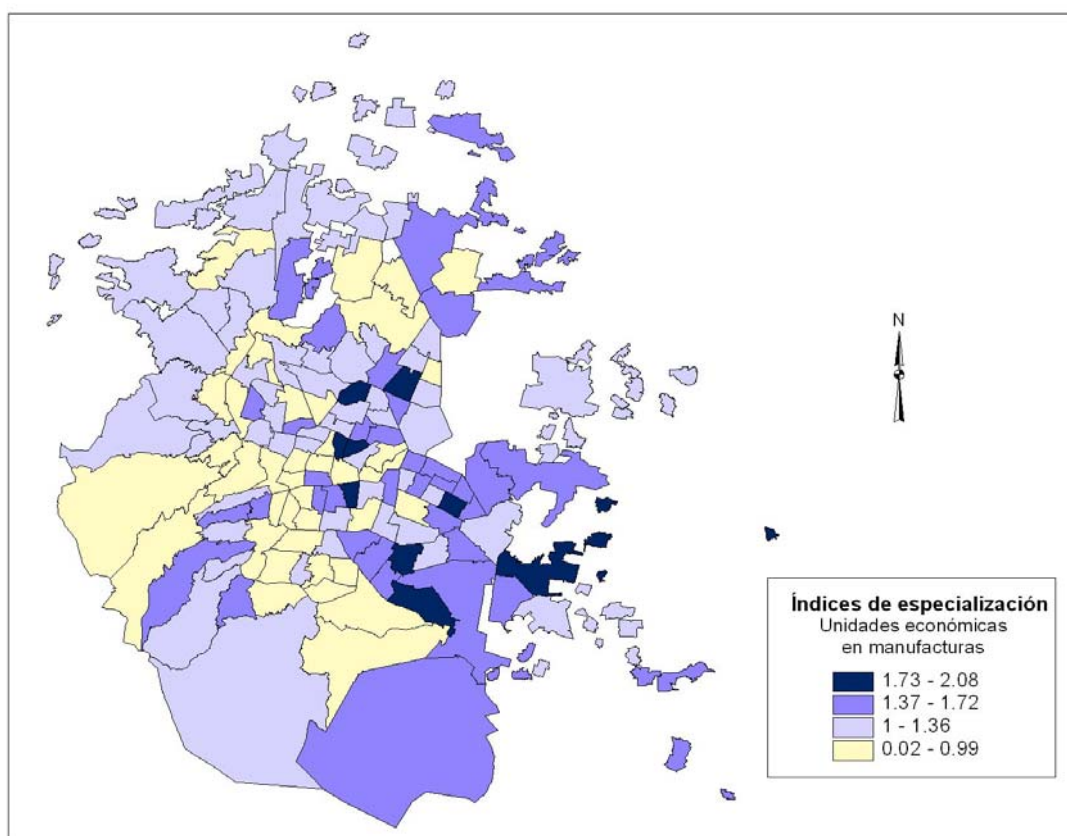 N
Índices de especialización
Unidades económicas
en manufacturas
1.73 - 2.08
1.37 - 1.72
1 - 1.36
0.02 - 0.99